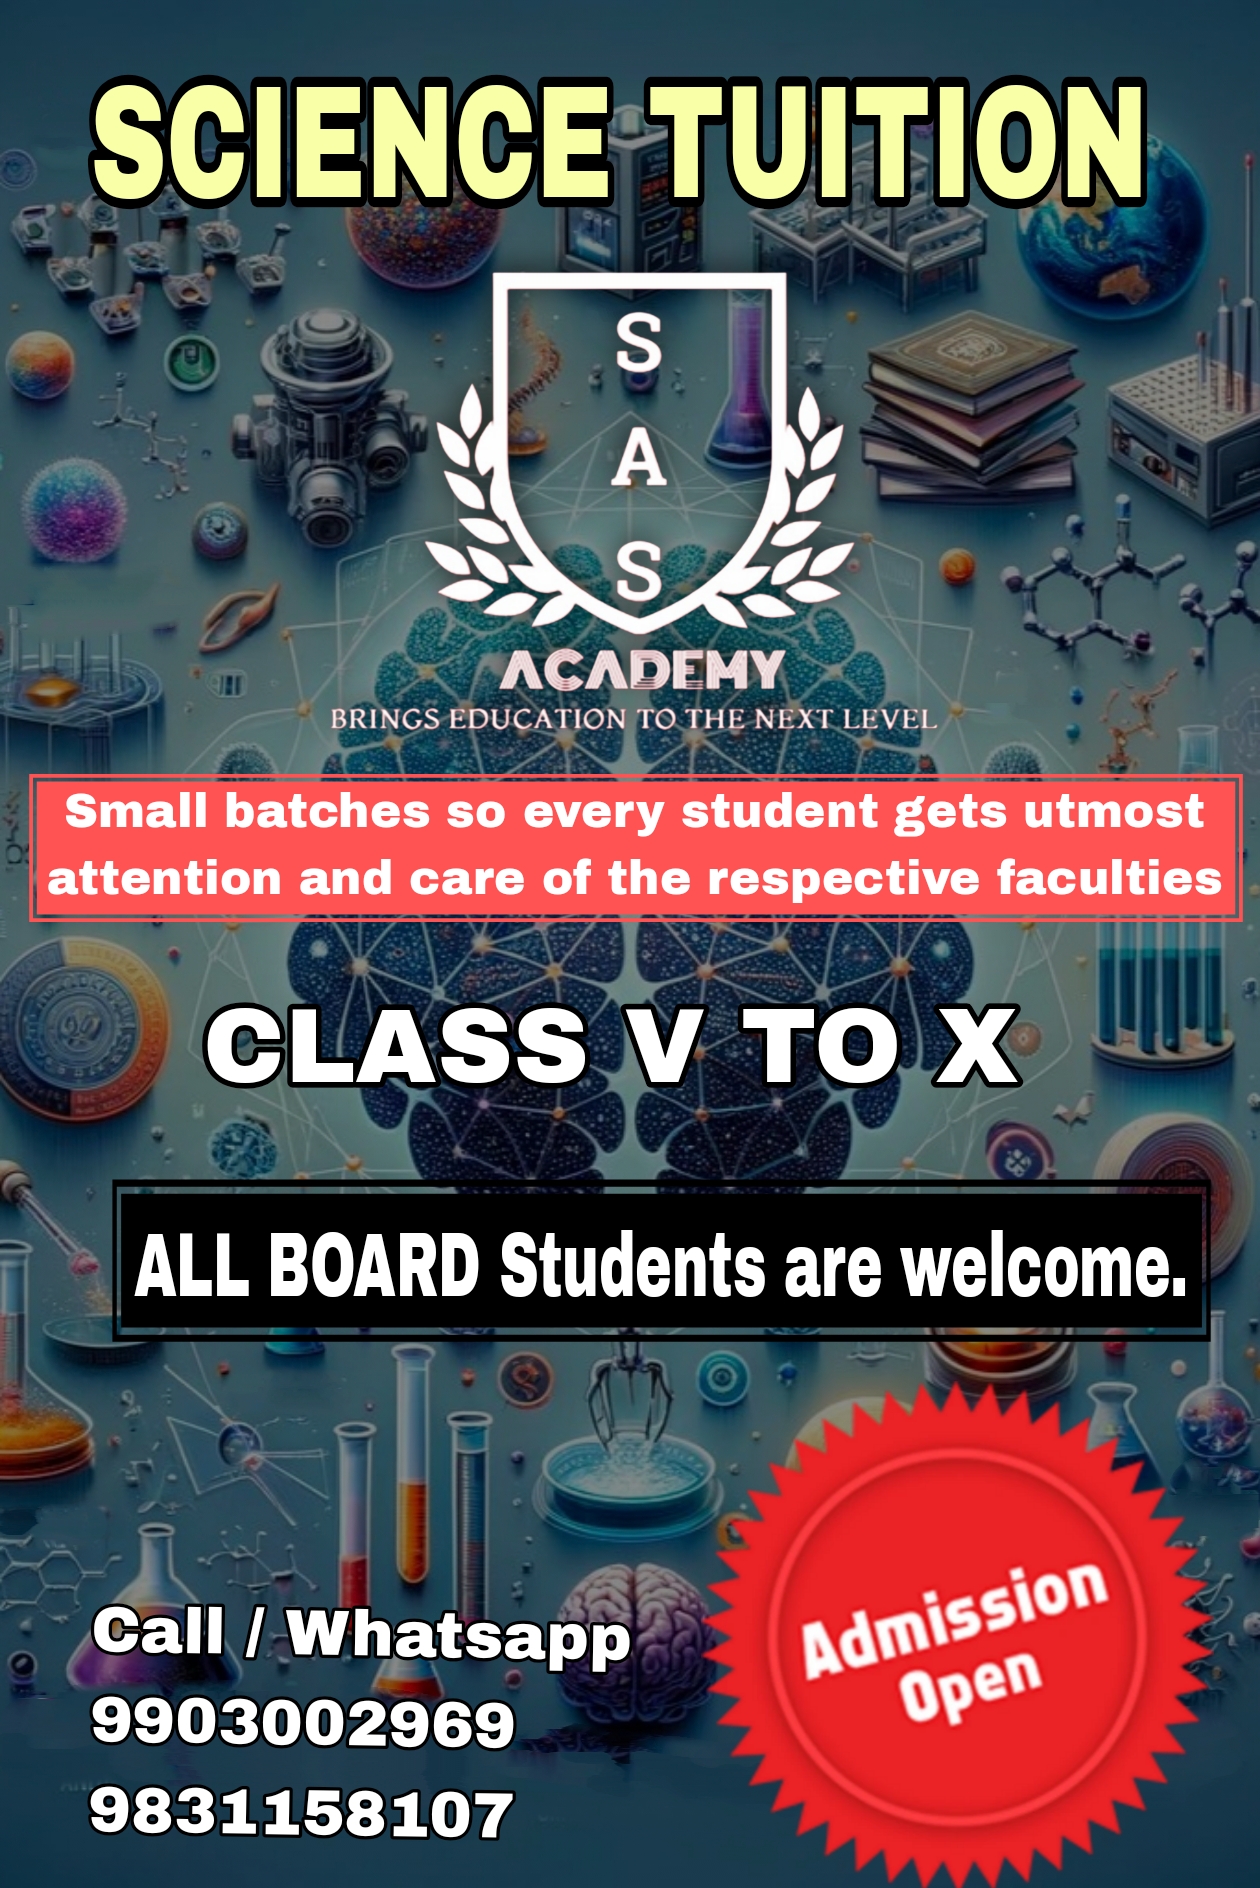 SCIENCE TUITION
S
A
S
ACADEMY
BRINGS EDUCATION TO THE NEXT LEVEL
Small batches so every student gets utmost
attention and care of the respective faculties
CLASS V TO X
ALL BOARD Students are welcome.
Admission
Open
Call / Whatsapp
9903002969
9831158107